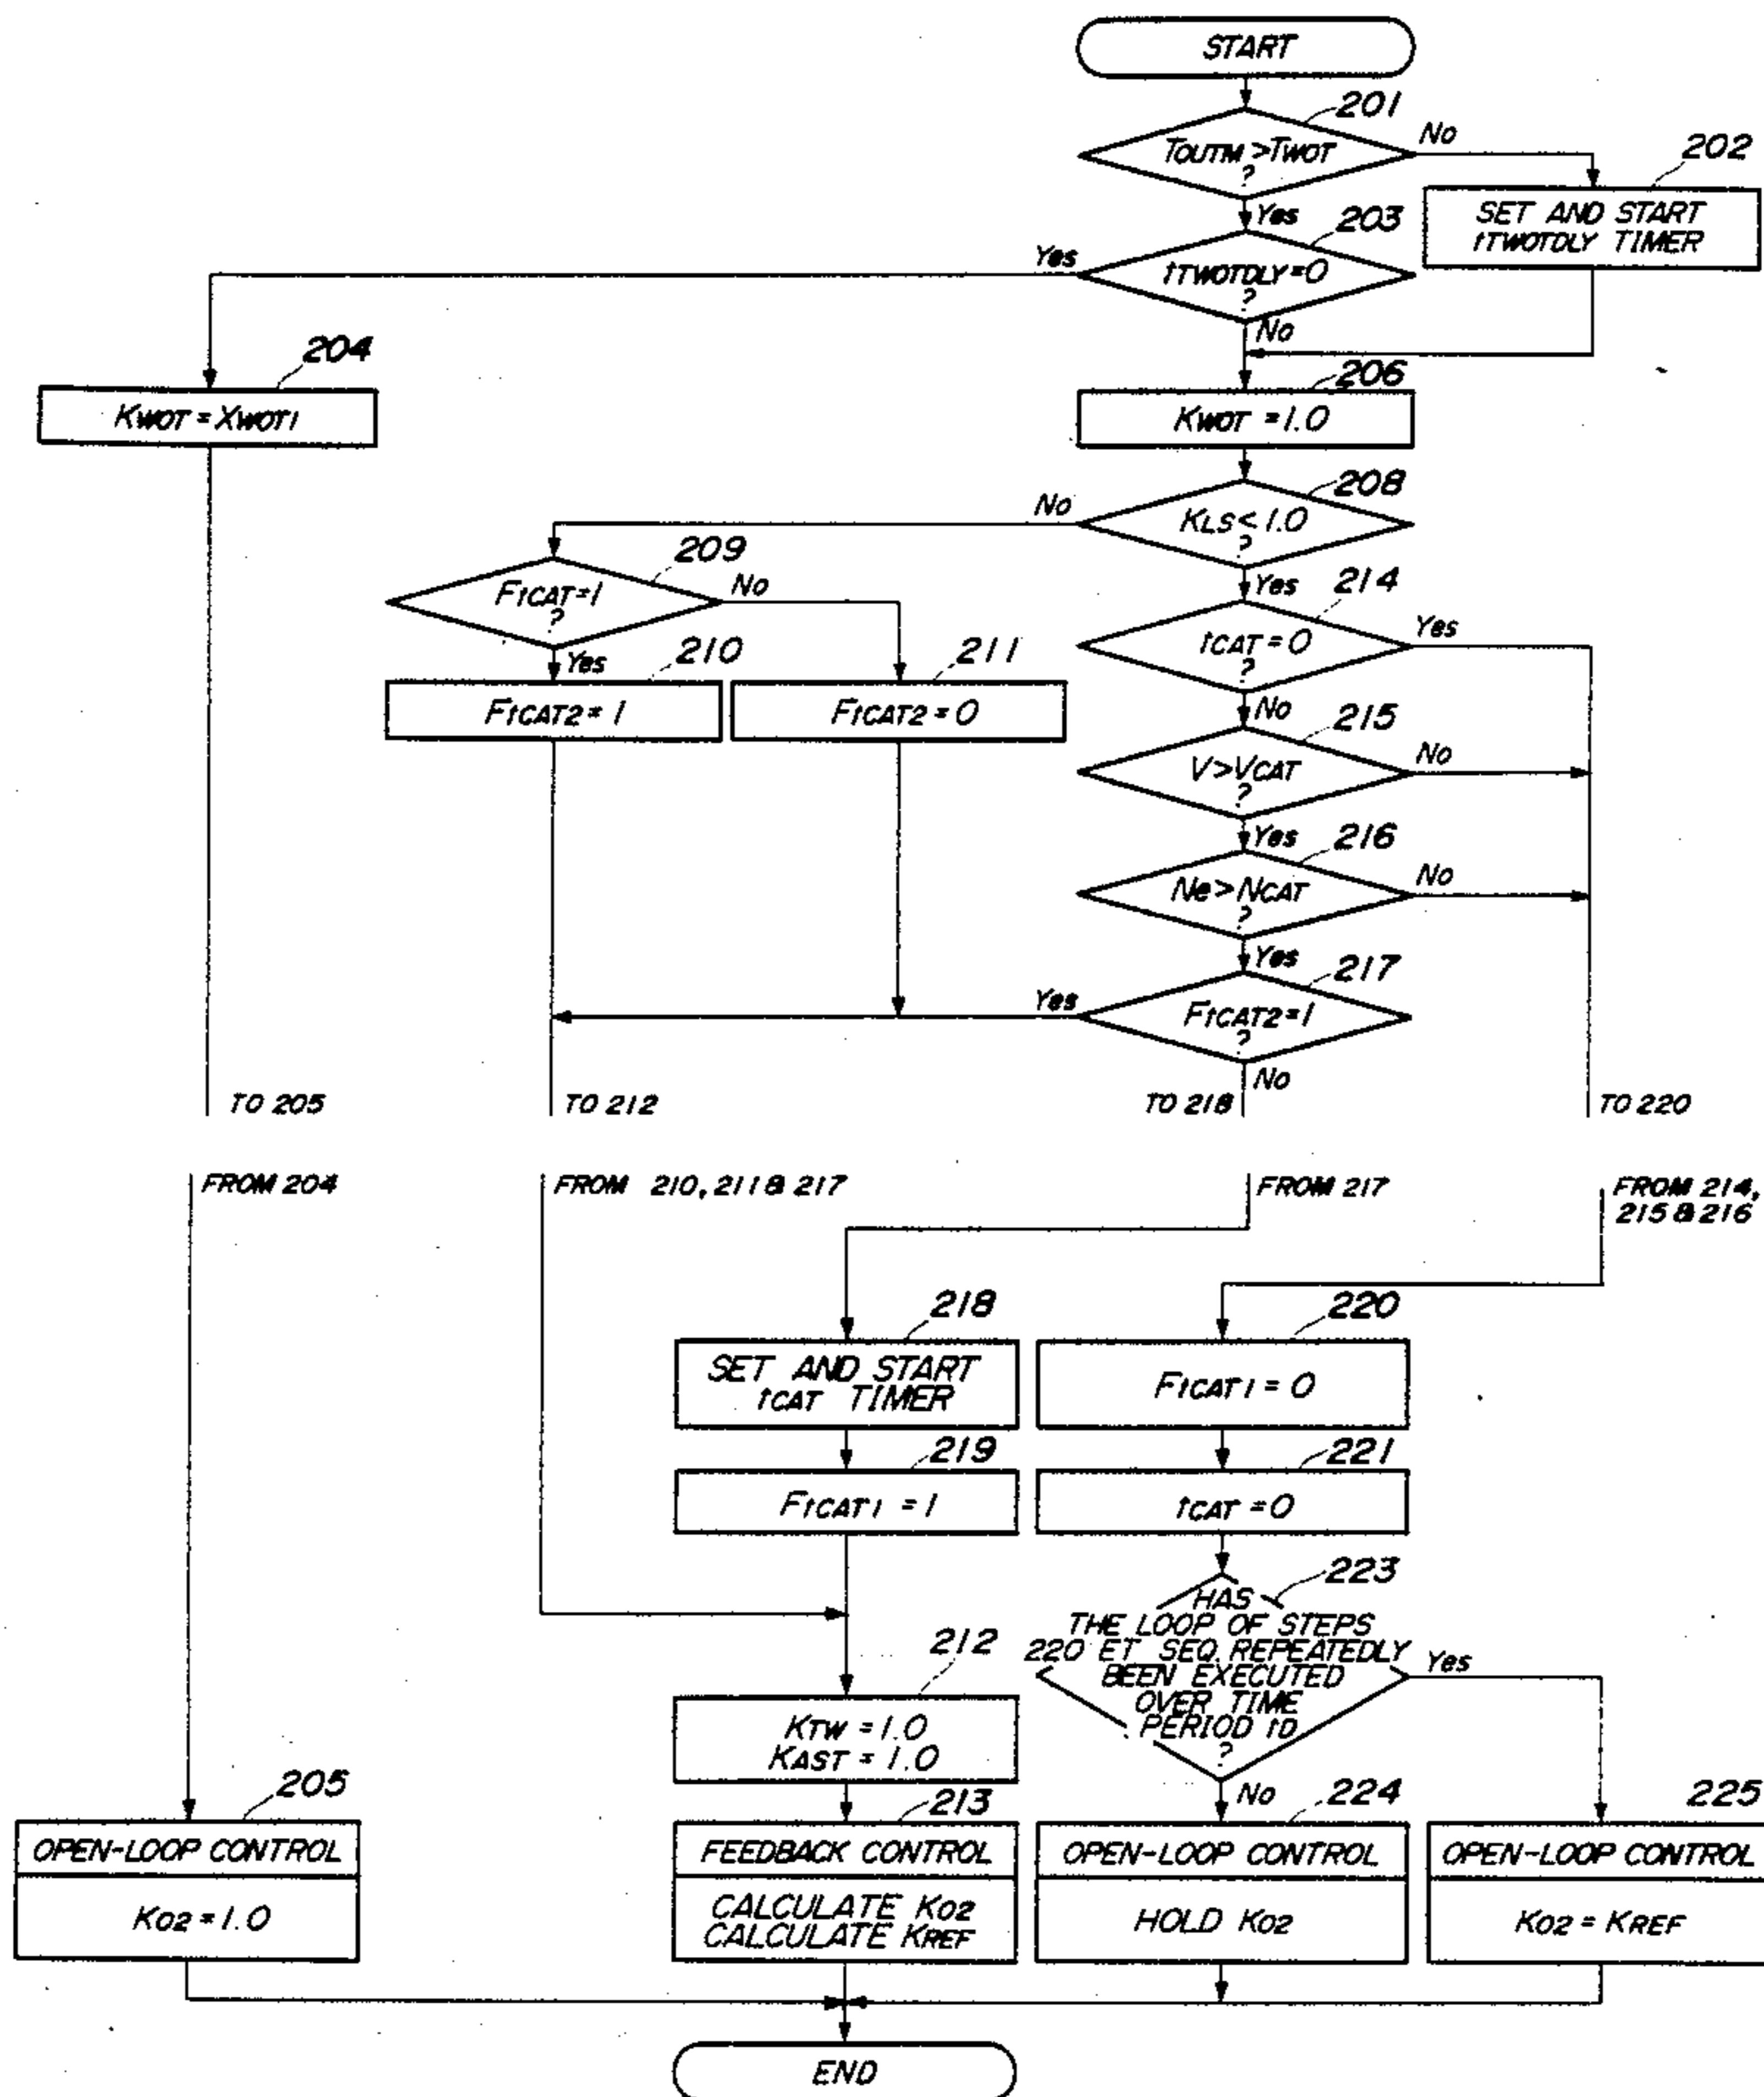 START
201
TOUTM >TWOT
?
No
202
SET AND START
tTWOTDLY TIMER
Yes
203
tTWOTDLY=0
?
Yes
No
204
KWOT = XWOT1
206
KWOT = 1.0
208
KLS < 1.0
?
No
Yes
209
FtCAT=1
?
No
Yes
210
FtCAT2 = 1
211
FtCAT2 = 0
214
tCAT = 0
?
Yes
No
215
V>VCAT
?
No
Yes
216
Ne>NCAT
?
No
Yes
217
FtCAT2=1
?
Yes
No
TO 205
TO 212
TO 218
TO 220
FROM 204
FROM 210, 211 & 217
FROM 217
FROM 214,
215 & 216
218
SET AND START
tCAT TIMER
220
FtCAT1 = 0
219
FtCAT1 = 1
221
tCAT = 0
223
HAS
THE LOOP OF STEPS
220 ET SEQ. REPEATEDLY
BEEN EXECUTED
OVER TIME
PERIOD tD
?
Yes
No
212
KTW = 1.0
KAST = 1.0
205
OPEN-LOOP CONTROL
KO2 = 1.0
213
FEEDBACK CONTROL
CALCULATE KO2
CALCULATE KREF
224
OPEN-LOOP CONTROL
HOLD KO2
225
OPEN-LOOP CONTROL
KO2 = KREF
END